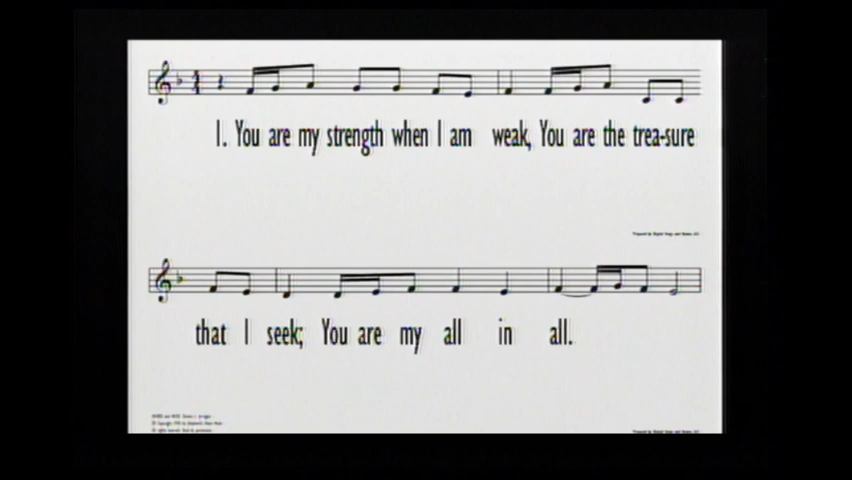 1. You are my strength when I am weak, You are the trea-sure
that I seek; You are my all in all.